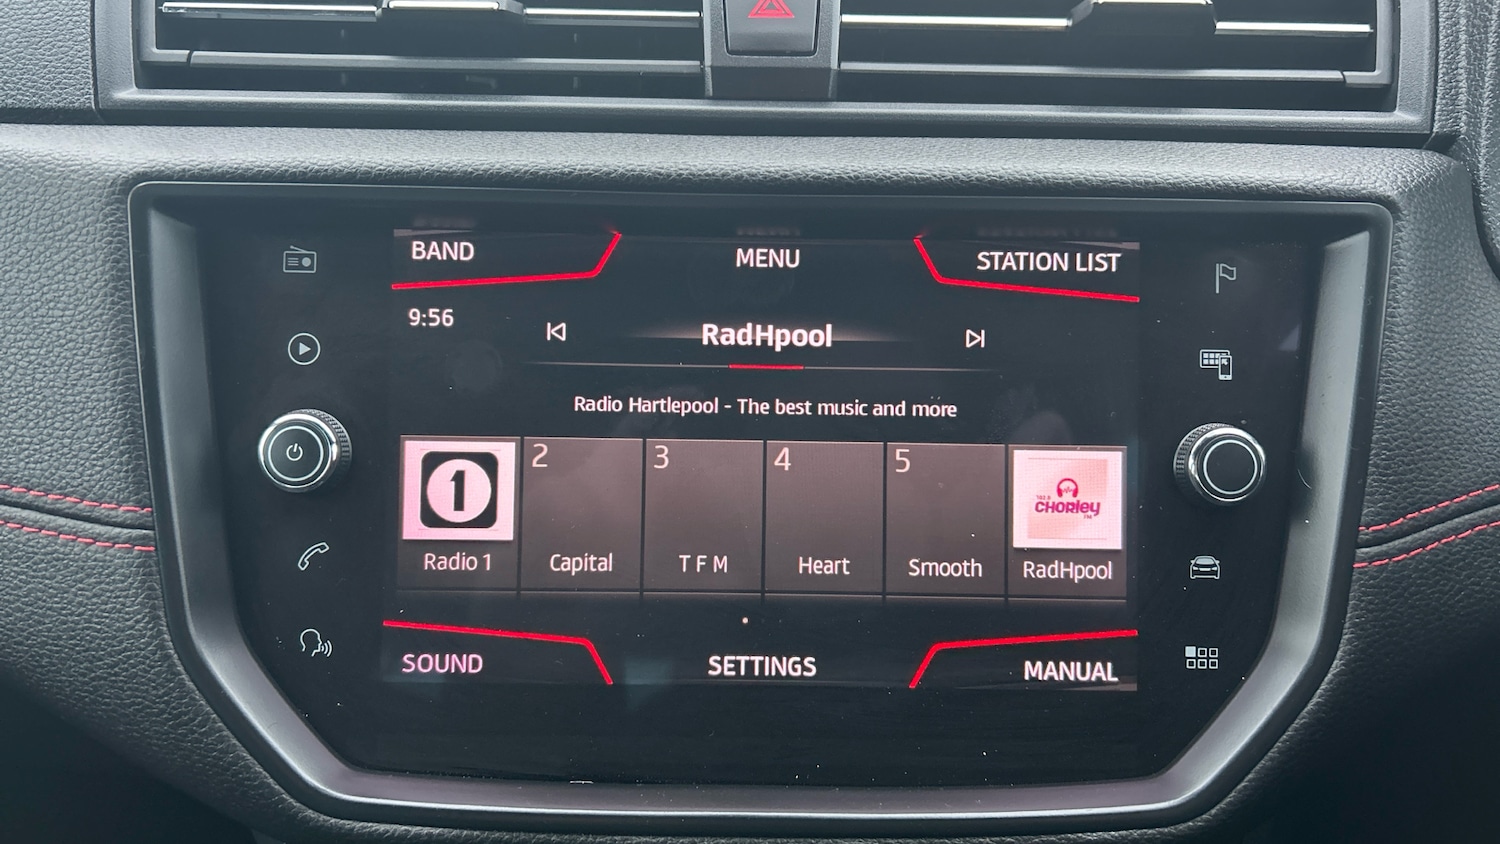 BAND
MENU
STATION LIST
9:56
RadHpool
Radio Hartlepool - The best music and more
1
2
3
4
5
CHORLEY
Radio 1
Capital
T F M
Heart
Smooth
RadHpool
SOUND
SETTINGS
MANUAL